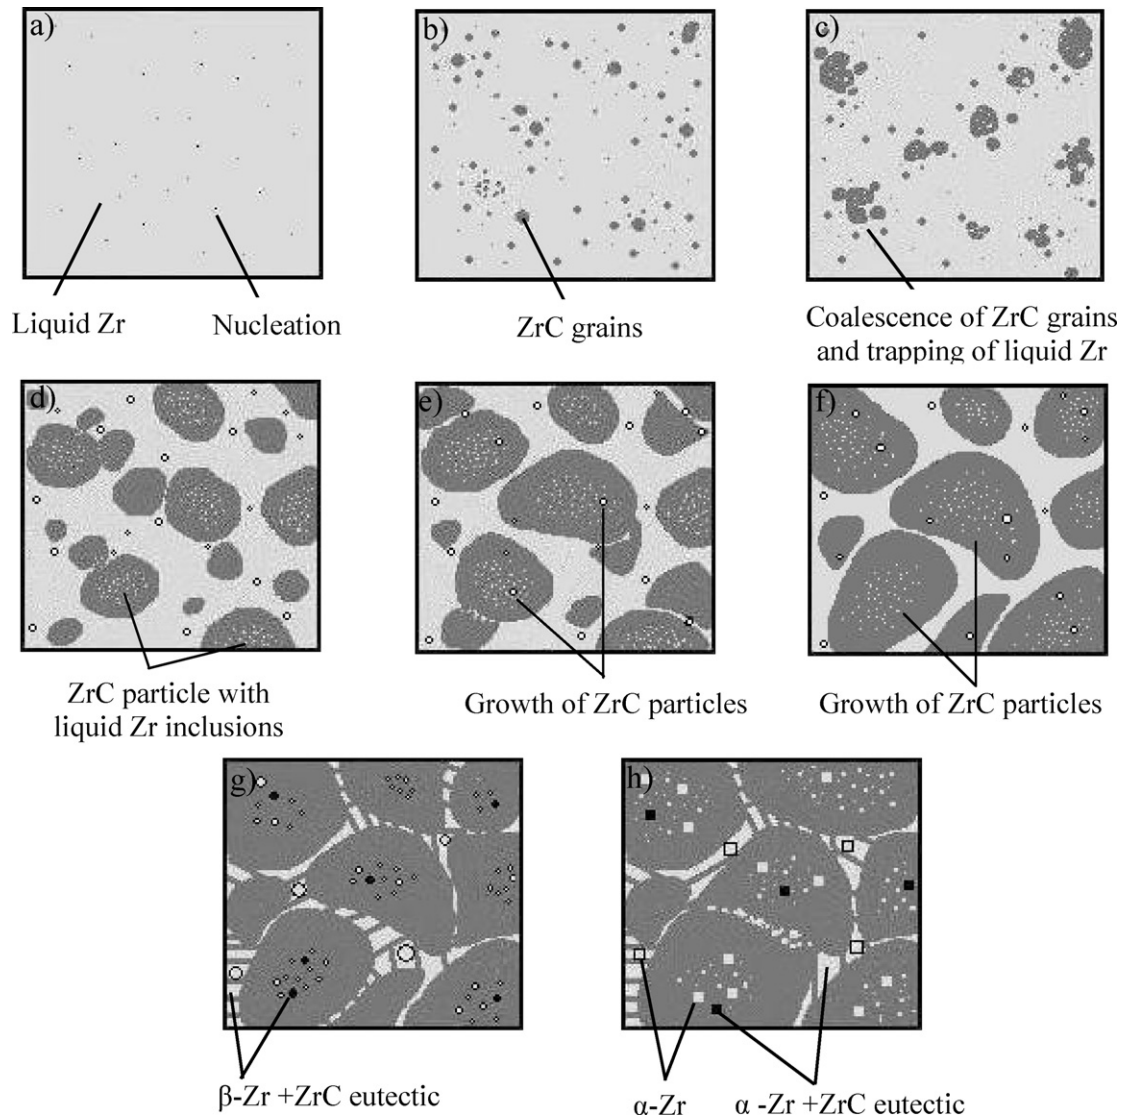 a)
b)
c)
Liquid Zr
Nucleation
ZrC grains
Coalescence of ZrC grains
and trapping of liquid Zr
d)
e)
f)
ZrC particle with
liquid Zr inclusions
Growth of ZrC particles
Growth of ZrC particles
g)
h)
β-Zr +ZrC eutectic
α-Zr
α -Zr +ZrC eutectic